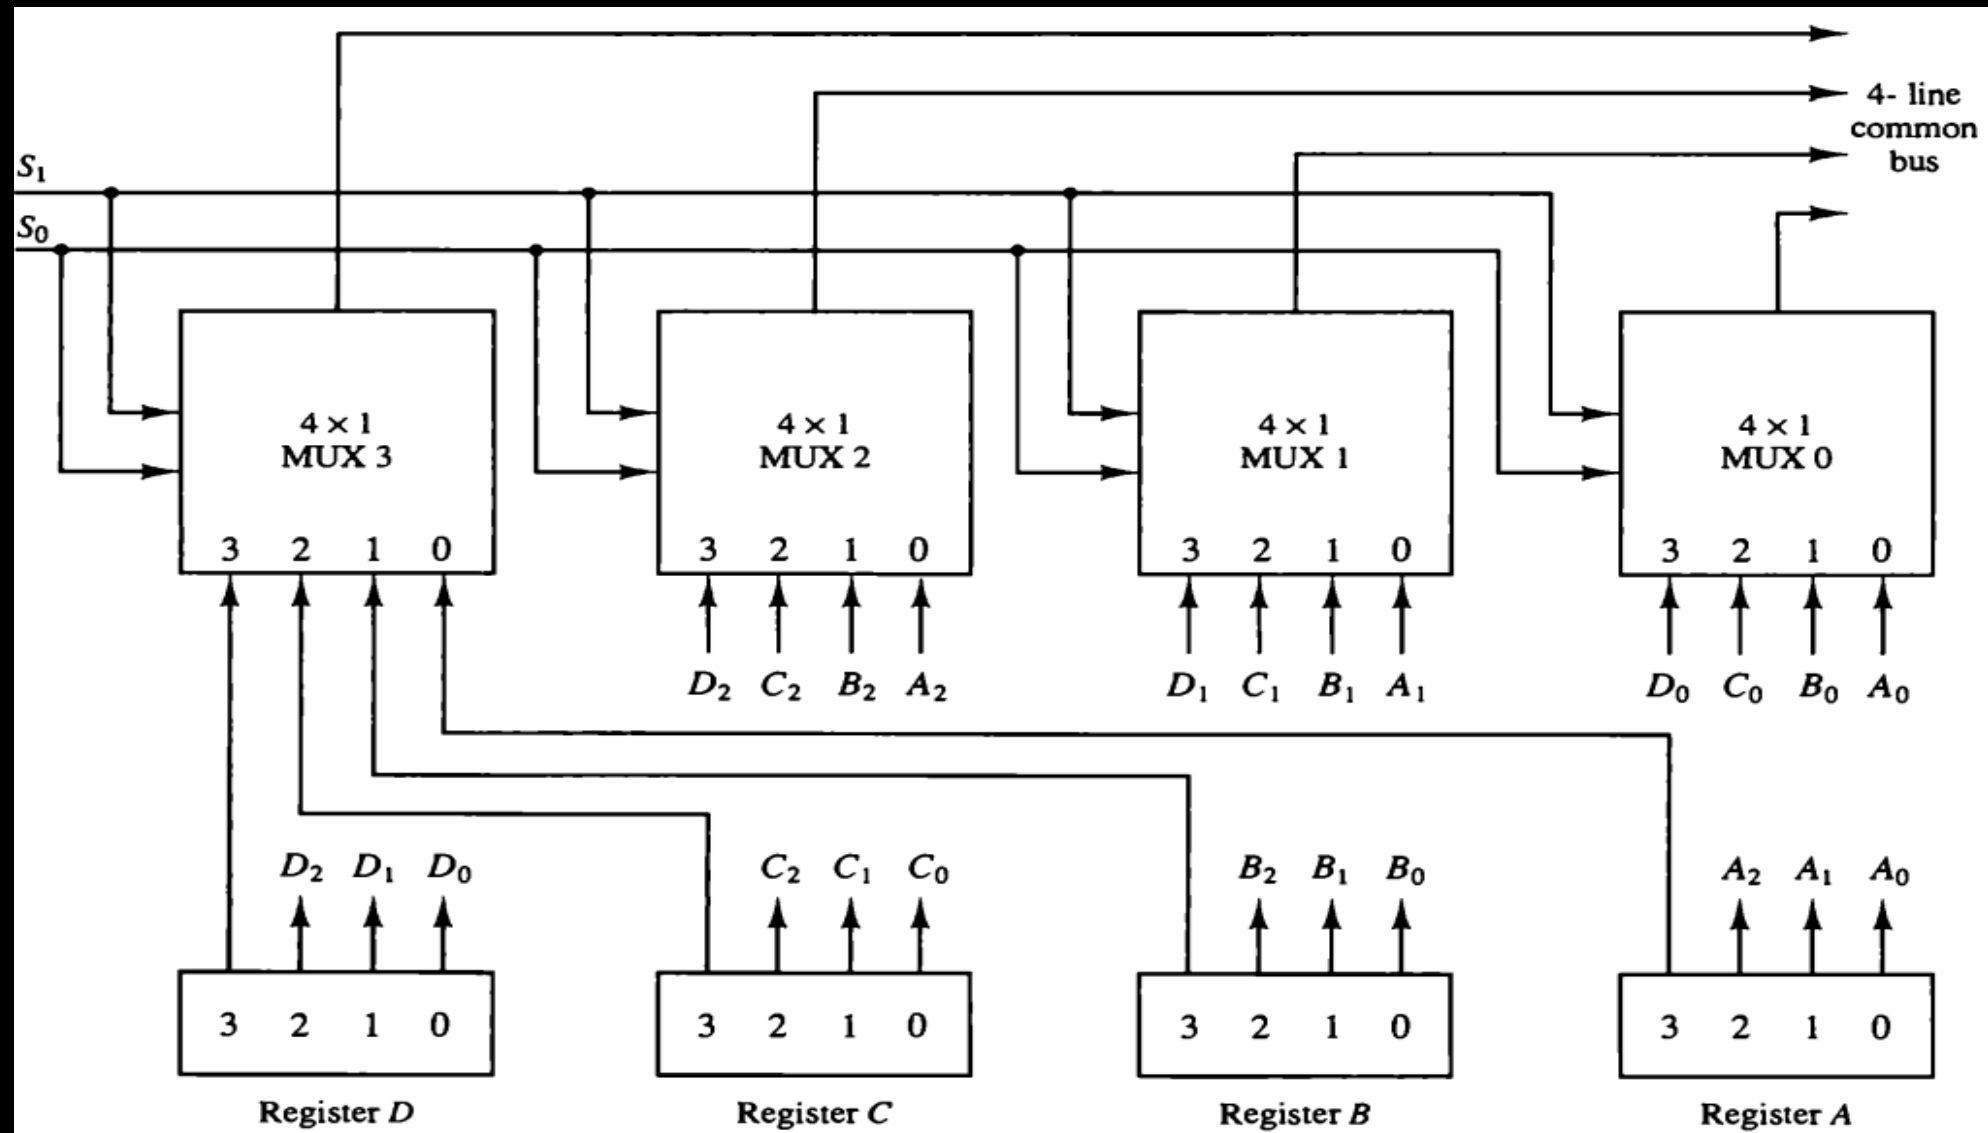 4- line
common
bus
S₁
S₀
4 × 1
MUX 3
3 2 1 0
4 × 1
MUX 2
3 2 1 0
4 × 1
MUX 1
3 2 1 0
4 × 1
MUX 0
3 2 1 0
D₂ C₂ B₂ A₂
D₁ C₁ B₁ A₁
D₀ C₀ B₀ A₀
D₂ D₁ D₀
C₂ C₁ C₀
B₂ B₁ B₀
A₂ A₁ A₀
3 2 1 0
3 2 1 0
3 2 1 0
3 2 1 0
Register D
Register C
Register B
Register A